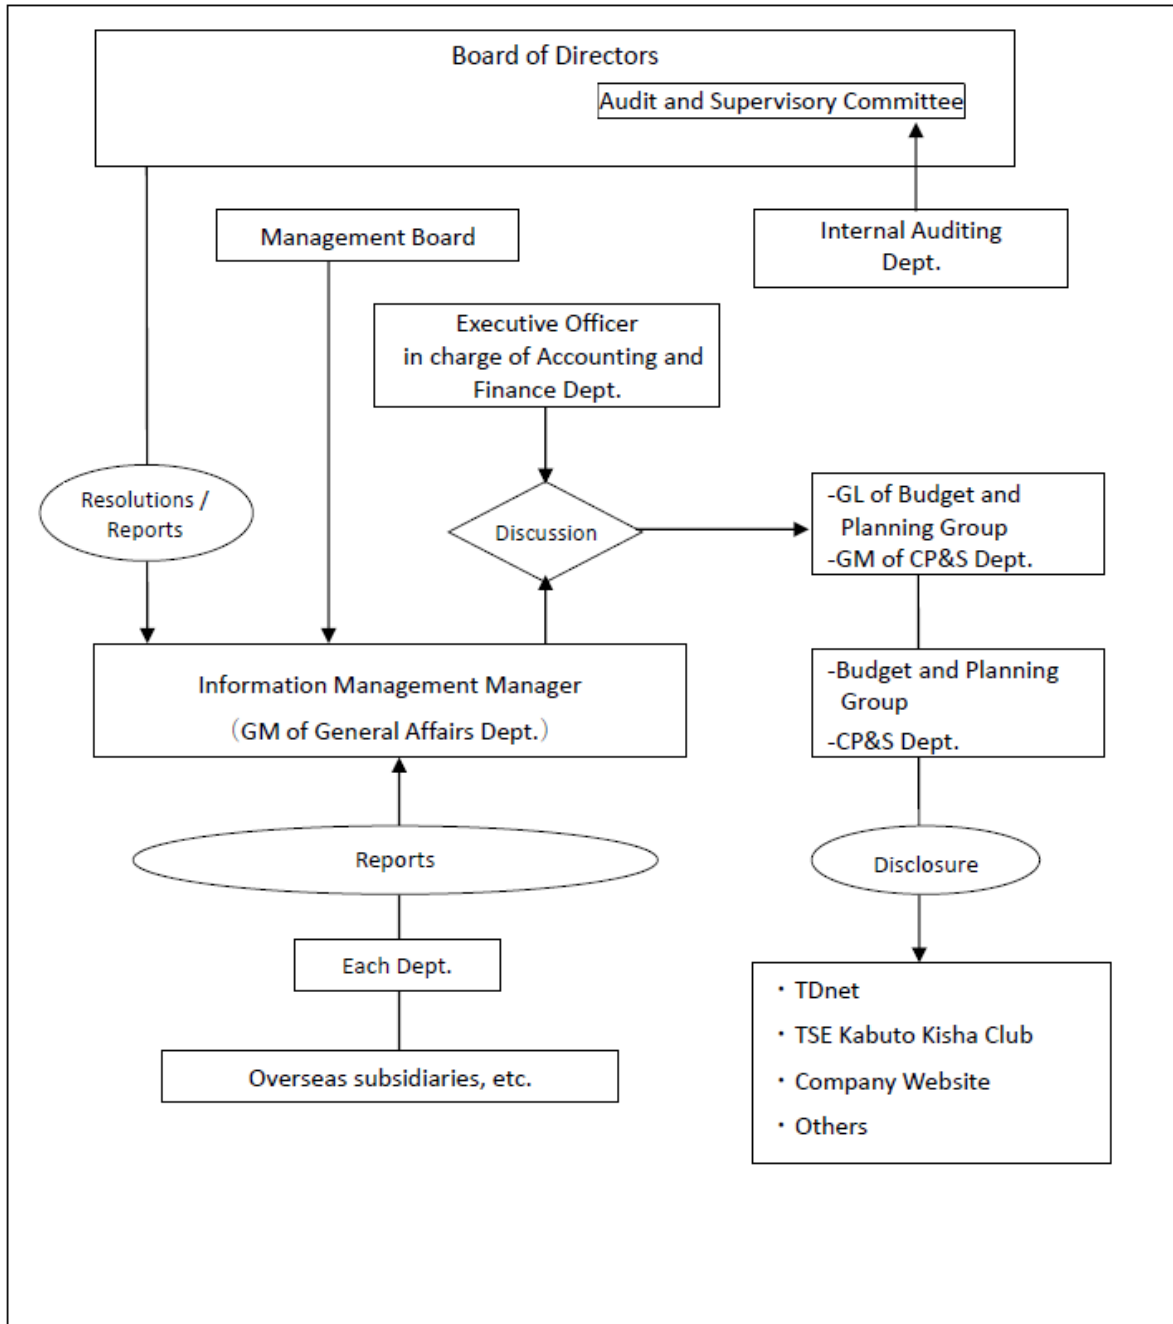 Board of Directors
Audit and Supervisory Committee
Internal Auditing
Dept.
Management Board
Executive Officer
in charge of Accounting and
Finance Dept.
Resolutions /
Reports
Discussion
-GL of Budget and
Planning Group
-GM of CP&S Dept.
Information Management Manager
（GM of General Affairs Dept.）
-Budget and Planning
Group
-CP&S Dept.
Reports
Disclosure
Each Dept.
Overseas subsidiaries, etc.
・TDnet
・TSE Kabuto Kisha Club
・Company Website
・Others